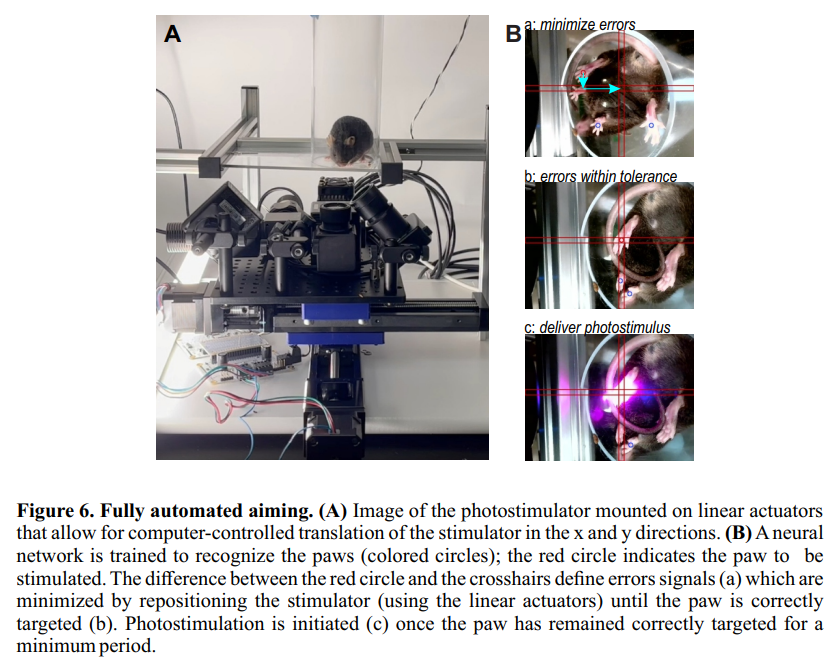 A
B
a: minimize errors
b: errors within tolerance
c: deliver photostimulus
Figure 6. Fully automated aiming. (A) Image of the photostimulator mounted on linear actuators
that allow for computer-controlled translation of the stimulator in the x and y directions. (B) A neural
network is trained to recognize the paws (colored circles); the red circle indicates the paw to be
stimulated. The difference between the red circle and the crosshairs define errors signals (a) which are
minimized by repositioning the stimulator (using the linear actuators) until the paw is correctly
targeted (b). Photostimulation is initiated (c) once the paw has remained correctly targeted for a
minimum period.